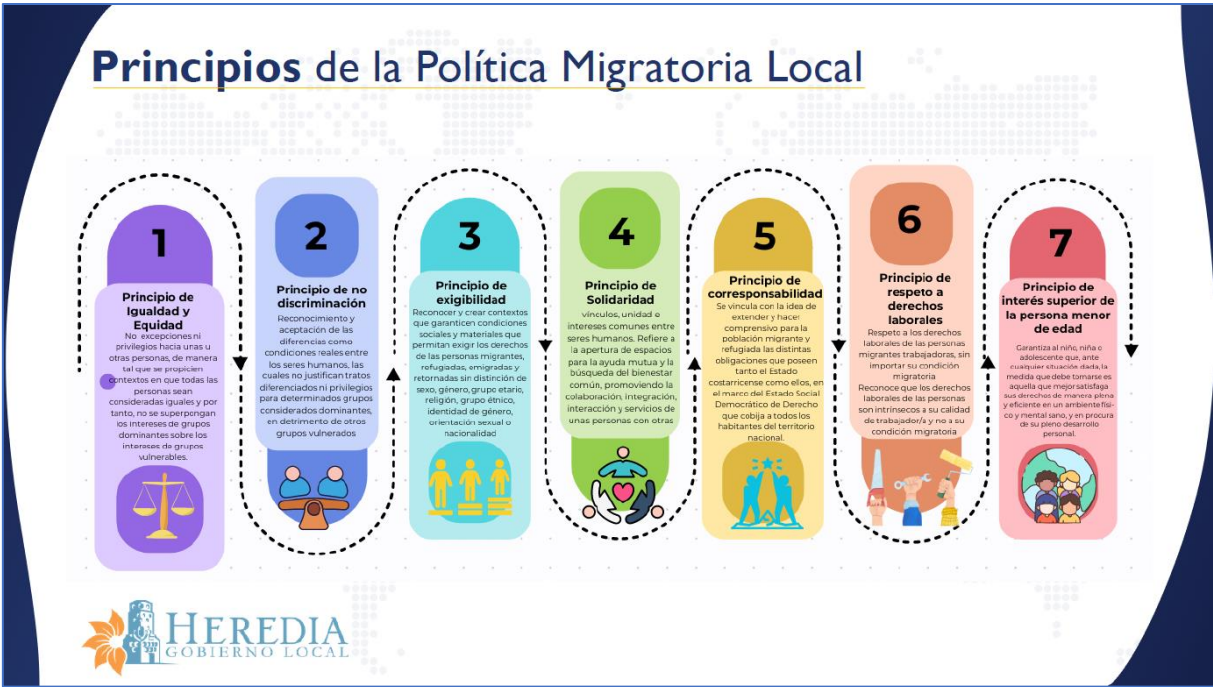 Principios de la Política Migratoria Local
1
Principio de
Igualdad y
Equidad
No excepciones ni
privilegios hacia unas u
otras personas, de manera
tal que se propicien
contextos en que todas las
personas sean
consideradas iguales y por
tanto, no se superpongan
los intereses de grupos
dominantes sobre los
intereses de grupos
vulnerables.
2
Principio de no
discriminación
Reconocimiento y
aceptación de las
diferencias como
condiciones reales entre
los seres humanos, las
cuales no justifican tratos
diferenciados ni privilegios
para determinados grupos
considerados dominantes,
en detrimento de otros
grupos vulnerados
3
Principio de
exigibilidad
Reconocer y crear contextos
que garanticen condiciones
sociales y materiales que
permitan exigir los derechos
de las personas migrantes,
refugiadas, emigradas y
retornadas sin distinción de
sexo, género, grupo etario,
religión, grupo étnico,
identidad de género,
orientación sexual o
nacionalidad
4
Principio de
Solidaridad
vínculos, unidad e
intereses comunes entre
seres humanos. Refiere a
la apertura de espacios
para la ayuda mutua y la
búsqueda del bienestar
común, promoviendo la
colaboración, integración,
interacción y servicios de
unas personas con otras
5
Principio de
corresponsabilidad
Se vincula con la idea de
extender y hacer
comprensivo para la
población migrante y
refugiada las distintas
obligaciones que poseen
tanto el Estado
costarricense como ellos, en
el marco del Estado Social
Democrático de Derecho
que cobija a todos los
habitantes del territorio
nacional.
6
Principio de
respeto a
derechos
laborales
Respeto a los derechos
laborales de las personas
migrantes trabajadoras, sin
importar su condición
migratoria
Reconoce que los derechos
laborales de las personas
son intrínsecos a su calidad
de trabajador/a y no a su
condición migratoria
7
Principio de
interés superior de
la persona menor
de edad
Garantiza al niño, niña o
adolescente que, ante
cualquier situación dada, la
medida que debe tomarse es
aquella que mejor satisfaga
sus derechos de manera plena
y eficiente en un ambiente físi-
co y mental sano, y en procura
de su pleno desarrollo
personal.
HEREDIA
GOBIERNO LOCAL